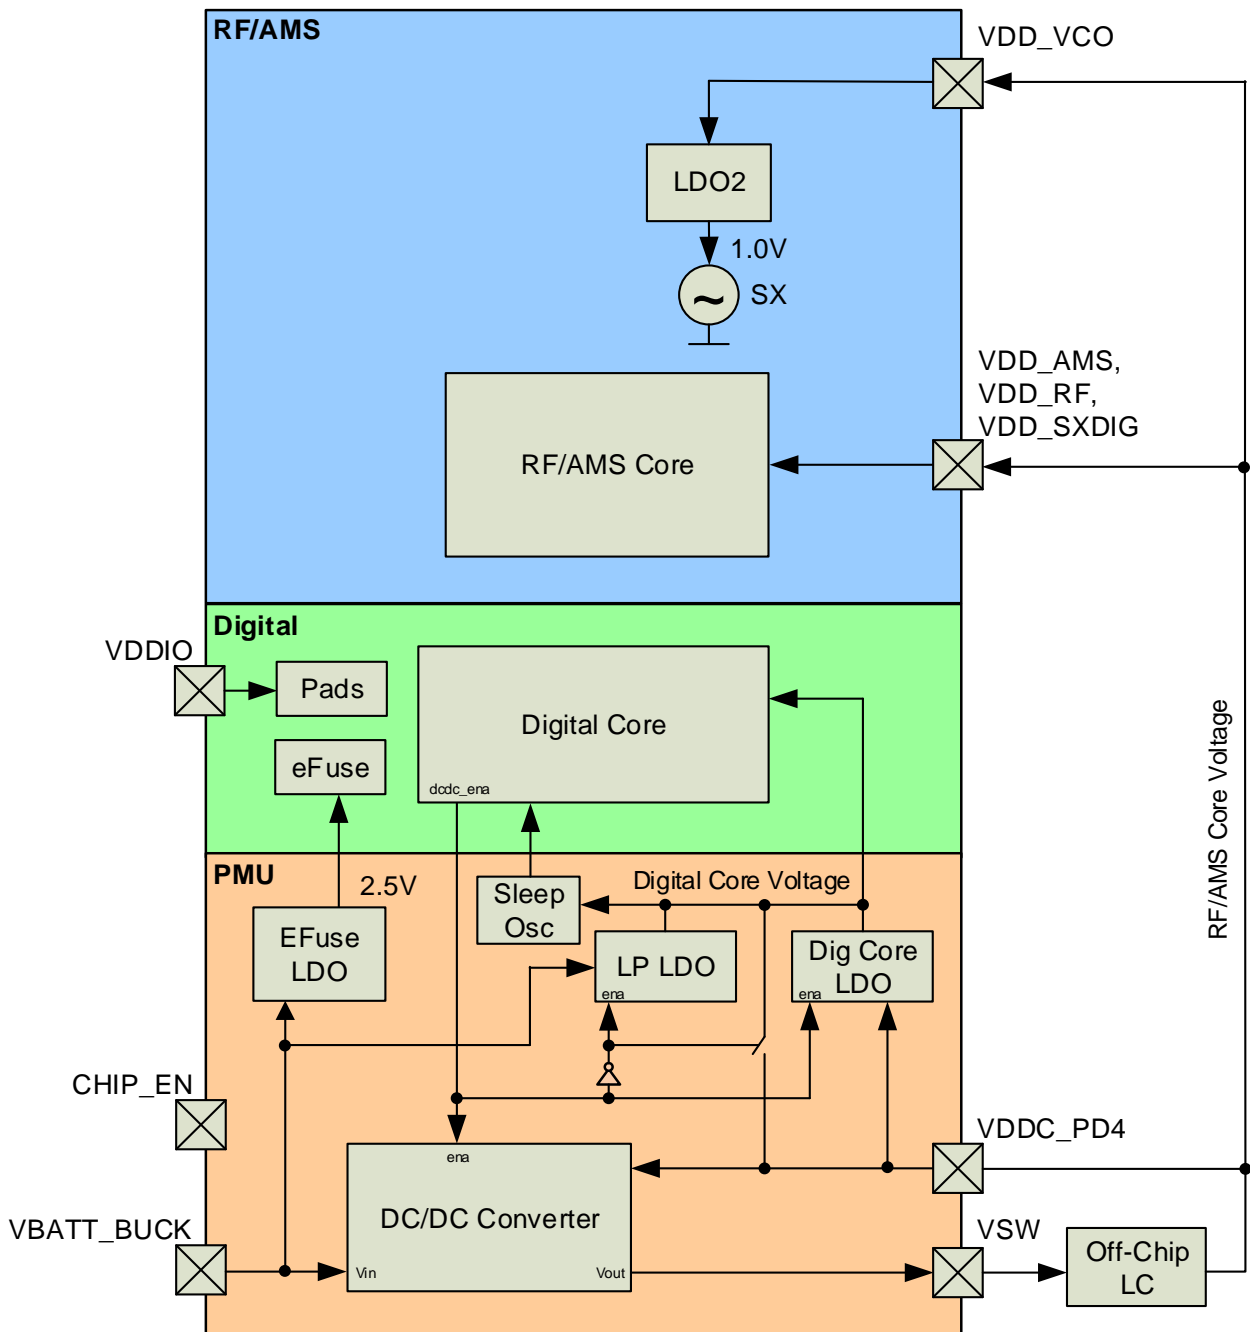 RF/AMS
VDD_VCO
LDO2
1.0V
SX
VDD_AMS,
VDD_RF,
VDD_SXDIG
RF/AMS Core
Digital
VDDIO
Pads
Digital Core
eFuse
dcdc_ena
RF/AMS Core Voltage
PMU
2.5V
Digital Core Voltage
Sleep
Osc
EFuse
LDO
LP LDO
ena
Dig Core
LDO
ena
CHIP_EN
VDDC_PD4
ena
DC/DC Converter
VBATT_BUCK
Vin
Vout
VSW
Off-Chip
LC